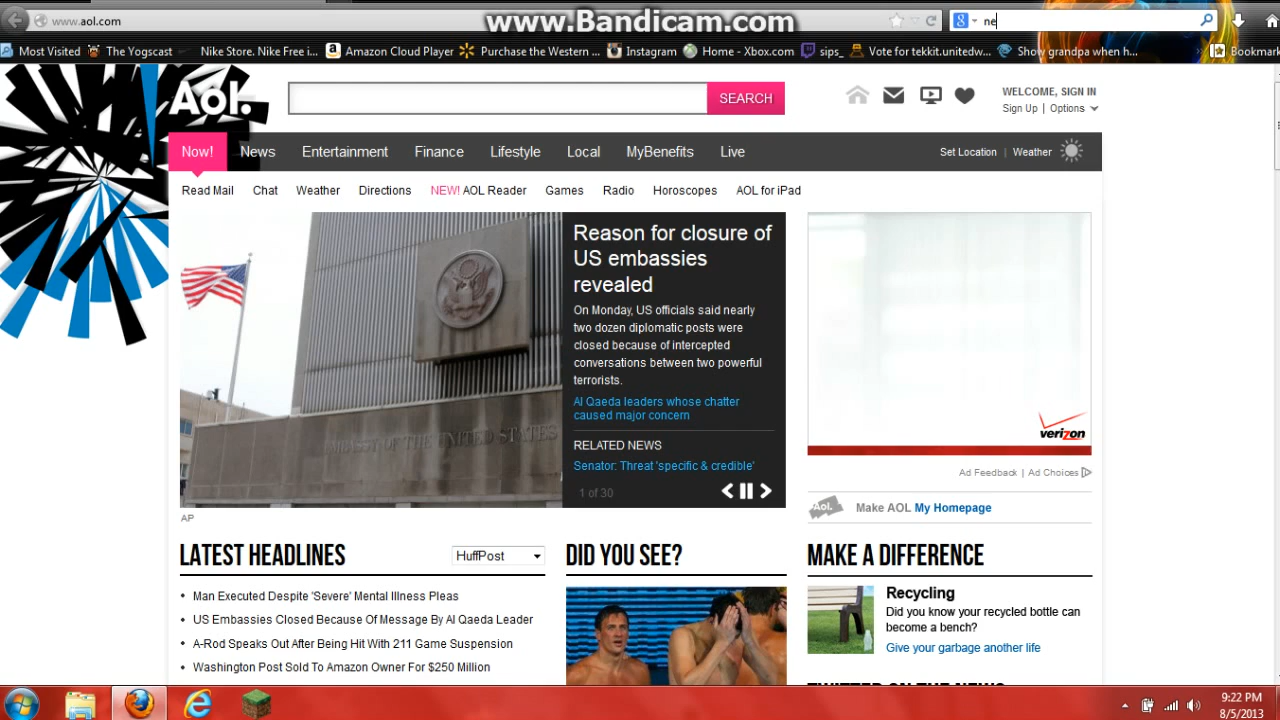 www.Bandicam.com
www.aol.com
ne
Most Visited The Yogscast Nike Store. Nike Free i... Amazon Cloud Player Purchase the Western ... Instagram Home - Xbox.com sips_ Vote for tekkit.unitedw... Show grandpa when h... Bookmark
Aol.
SEARCH
WELCOME, SIGN IN
Sign Up | Options
Now! News Entertainment Finance Lifestyle Local MyBenefits Live
Set Location | Weather
Read Mail Chat Weather Directions NEW! AOL Reader Games Radio Horoscopes AOL for iPad
Reason for closure of
US embassies
revealed
On Monday, US officials said nearly
two dozen diplomatic posts were
closed because of intercepted
conversations between two powerful
terrorists.
Al Qaeda leaders whose chatter
caused major concern
RELATED NEWS
Senator: Threat 'specific & credible'
1 of 30
OF THE UNITED STATES
AP
verizon
Ad Feedback | Ad Choices
Aol. Make AOL My Homepage
LATEST HEADLINES
HuffPost
Man Executed Despite 'Severe' Mental Illness Pleas
US Embassies Closed Because Of Message By Al Qaeda Leader
A-Rod Speaks Out After Being Hit With 211 Game Suspension
Washington Post Sold To Amazon Owner For $250 Million
DID YOU SEE?
MAKE A DIFFERENCE
Recycling
Did you know your recycled bottle can
become a bench?
Give your garbage another life
TWITTER ON THE NEWS
9:22 PM
8/5/2013